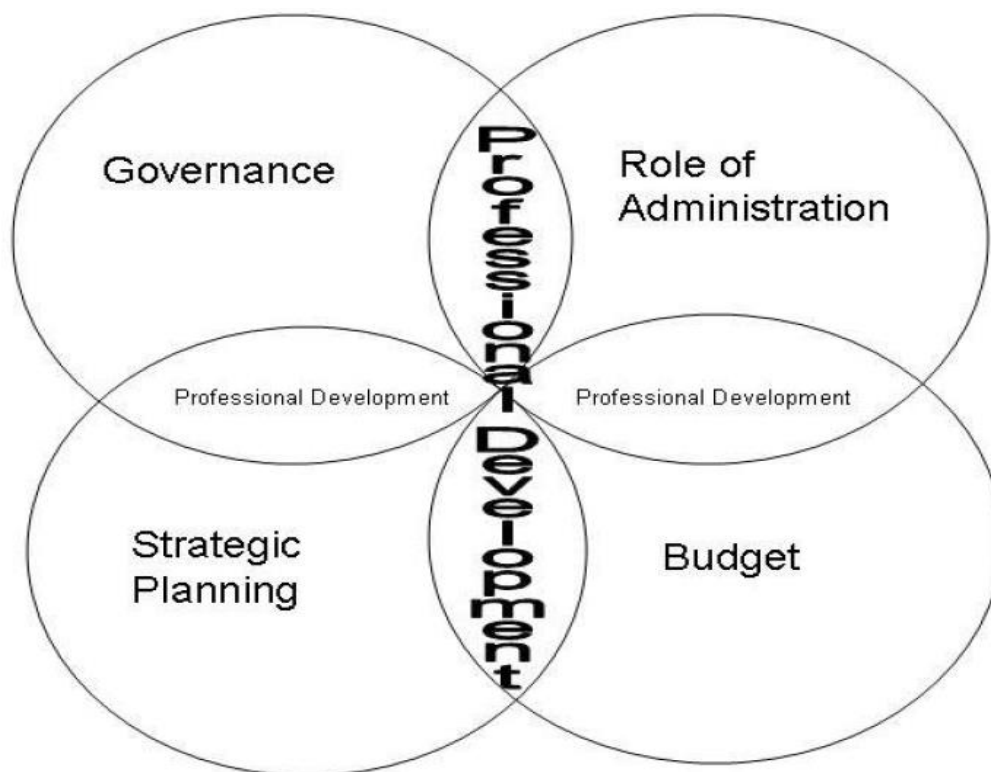 Governance
Role of
Administration
Professional Development
Professional Development
Professional Development
Strategic
Planning
Budget